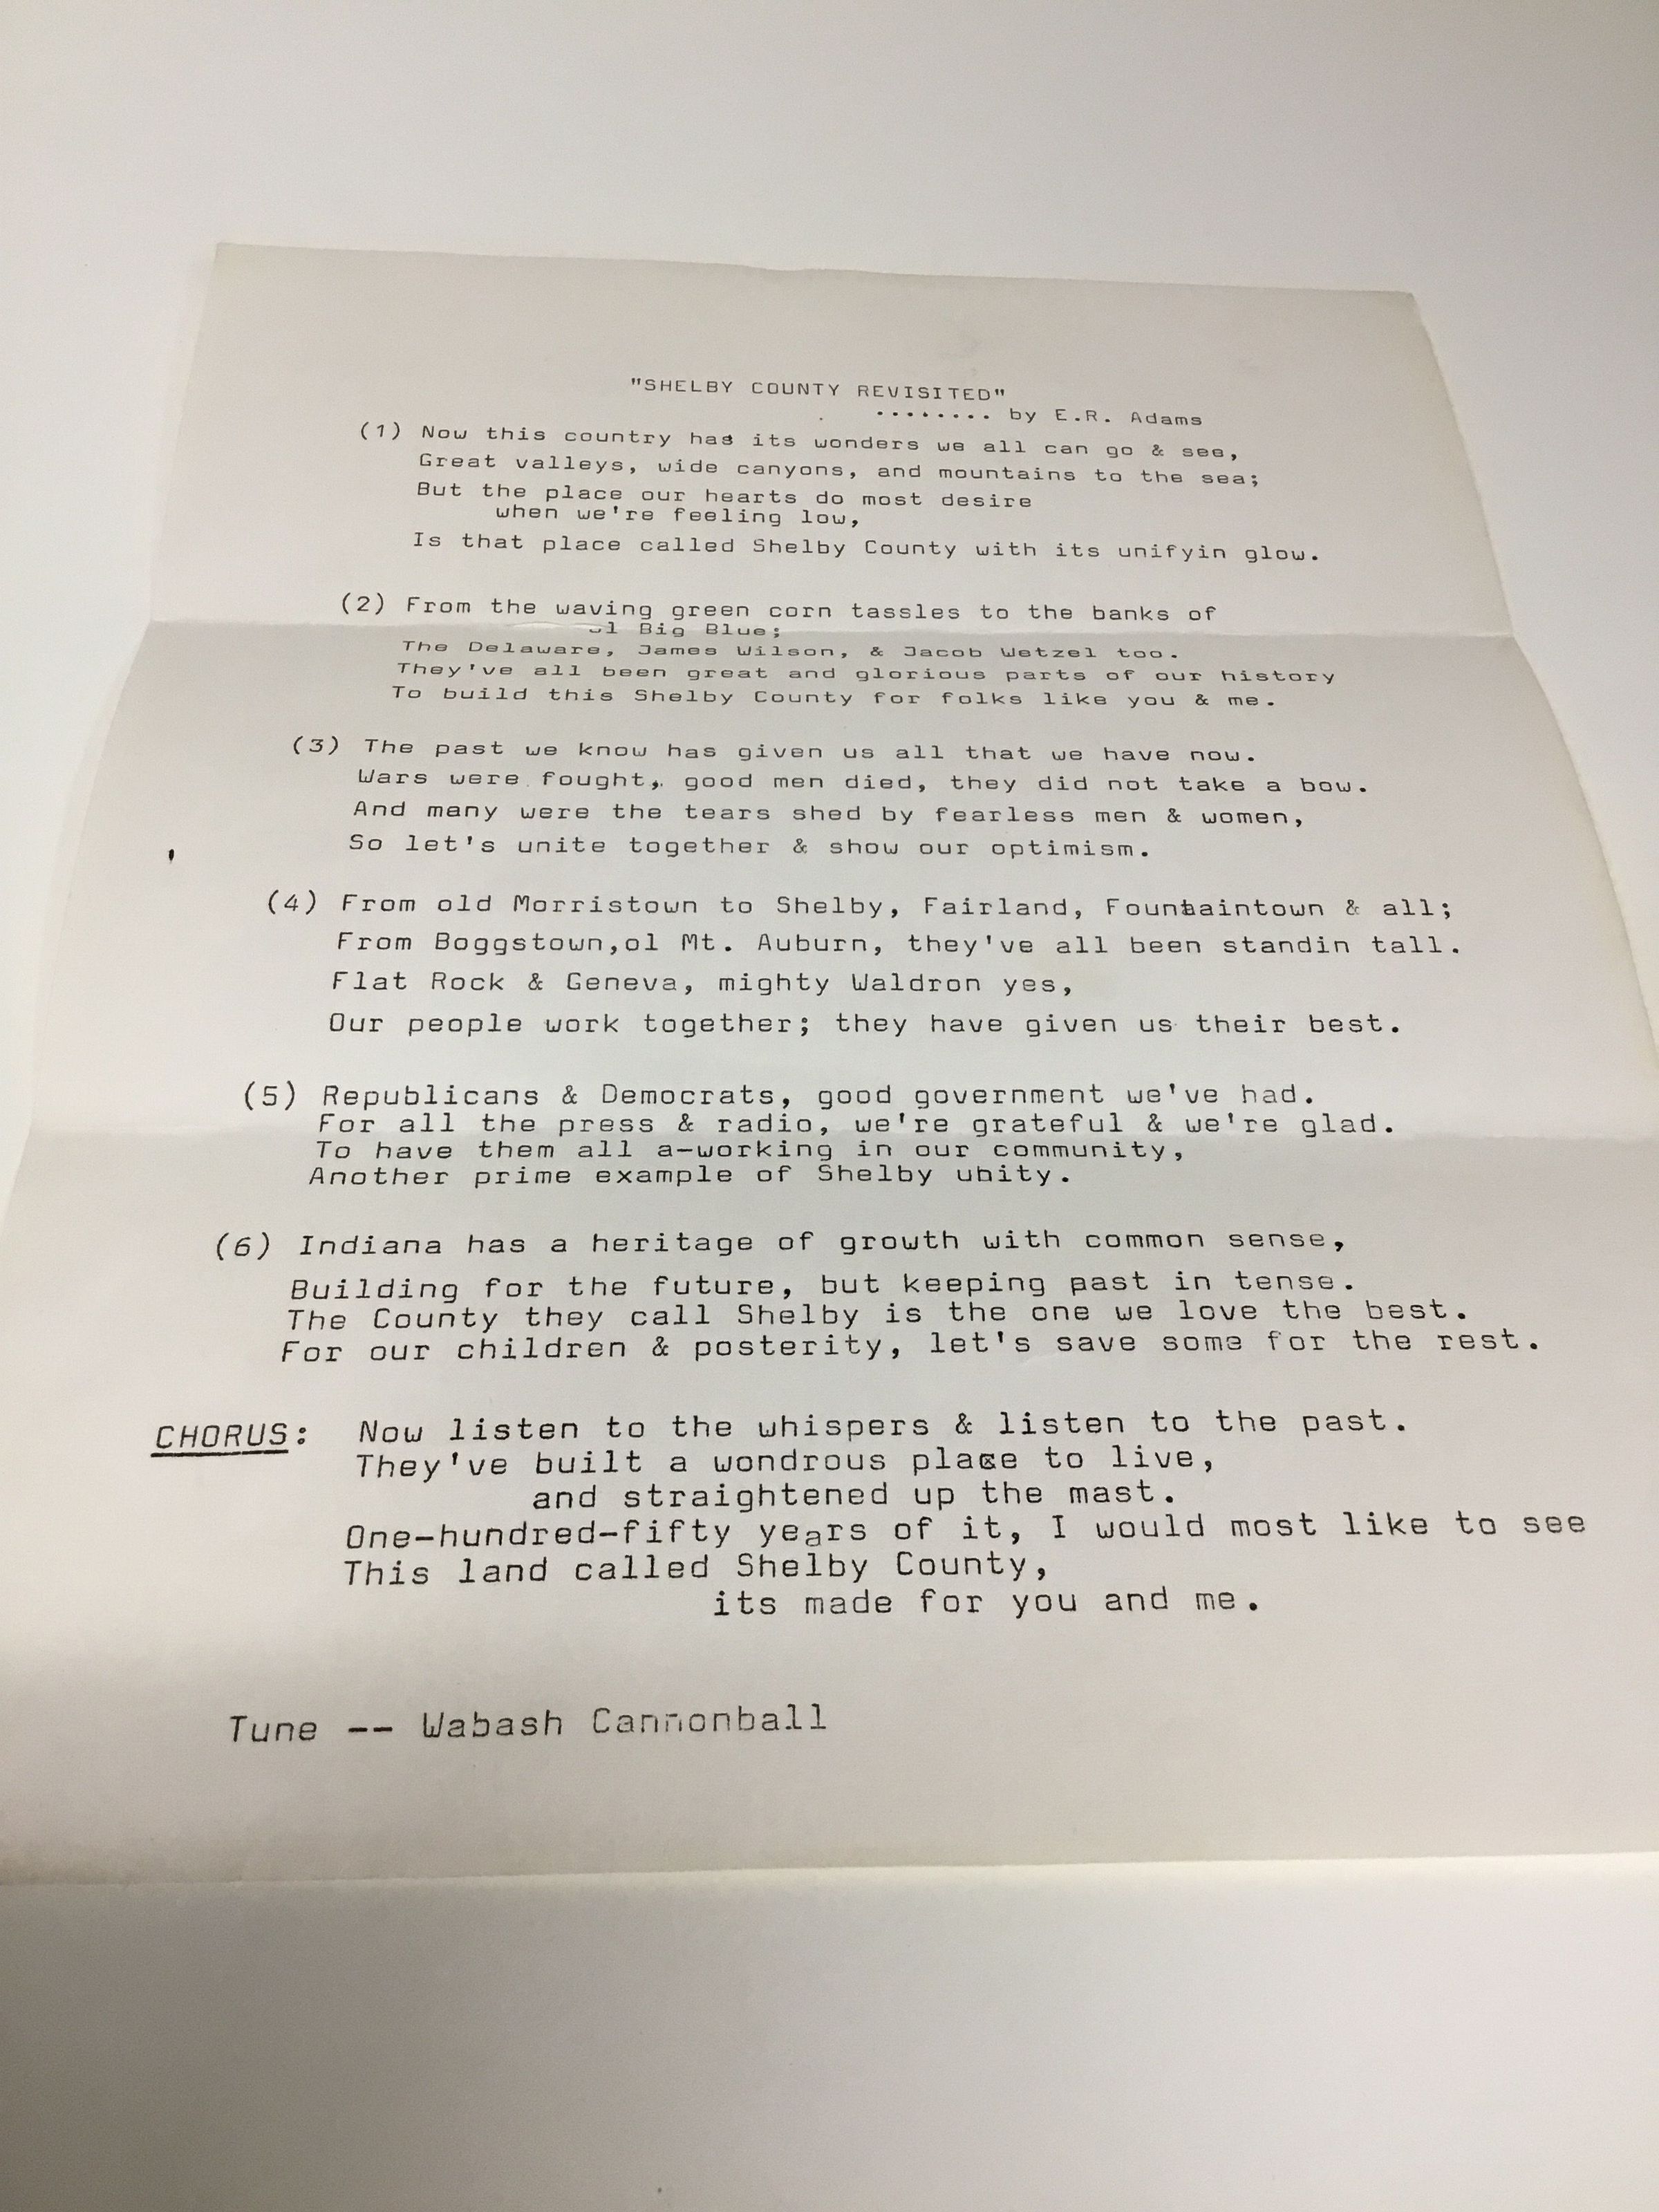 "SHELBY COUNTY REVISITED"
........ by E.R. Adams
(1) Now this country has its wonders we all can go & see,
Great valleys, wide canyons, and mountains to the sea;
But the place our hearts do most desire
when we're feeling low,
Is that place called Shelby County with its unifyin glow.
(2) From the waving green corn tassles to the banks of
ol Big Blue;
The Delaware, James Wilson, & Jacob Wetzel too.
They've all been great and glorious parts of our history
To build this Shelby County for folks like you & me.
(3) The past we know has given us all that we have now.
Wars were fought, good men died, they did not take a bow.
And many were the tears shed by fearless men & women,
So let's unite together & show our optimism.
(4) From old Morristown to Shelby, Fairland, Fountaintown & all;
From Boggstown,ol Mt. Auburn, they've all been standin tall.
Flat Rock & Geneva, mighty Waldron yes,
Our people work together; they have given us their best.
(5) Republicans & Democrats, good government we've had.
For all the press & radio, we're grateful & we're glad.
To have them all a-working in our community,
Another prime example of Shelby unity.
(6) Indiana has a heritage of growth with common sense,
Building for the future, but keeping past in tense.
The County they call Shelby is the one we love the best.
For our children & posterity, let's save some for the rest.
CHORUS: Now listen to the whispers & listen to the past.
They've built a wondrous place to live,
and straightened up the mast.
One-hundred-fifty years of it, I would most like to see
This land called Shelby County,
its made for you and me.
Tune -- Wabash Cannonball